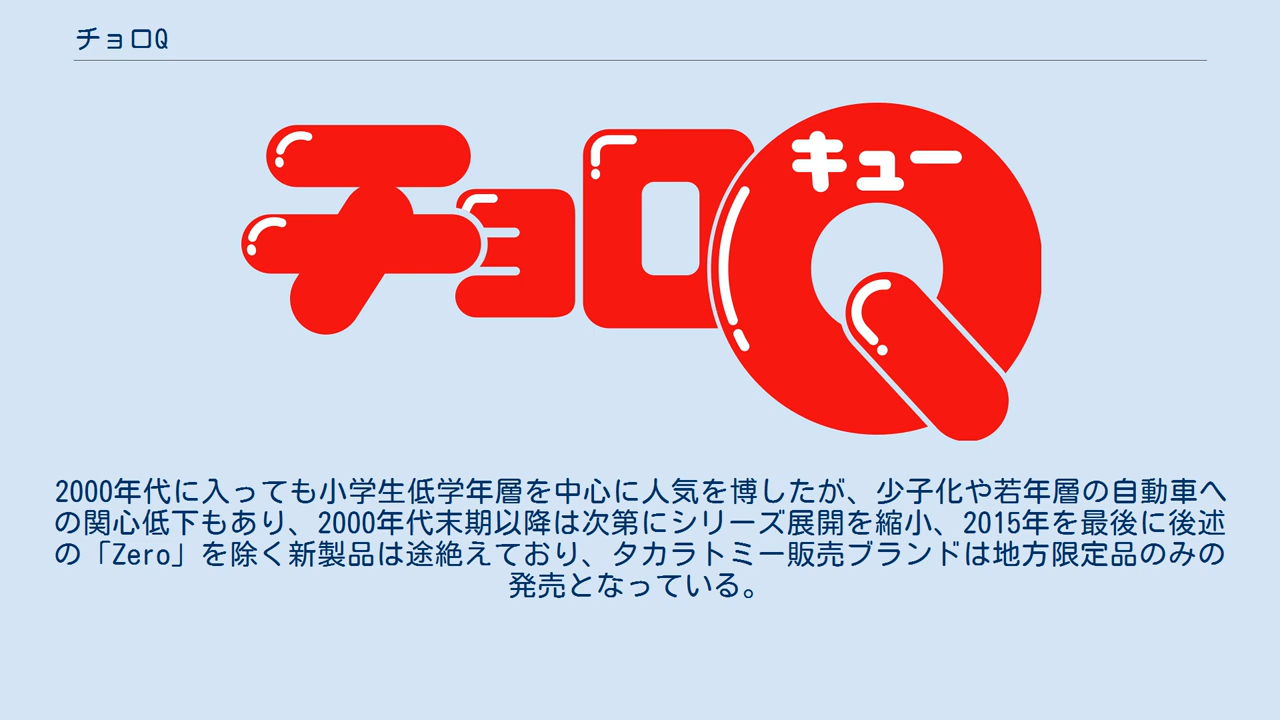 チョロQ
チョロQ
キュー
2000年代に入っても小学生低学年層を中心に人気を博したが、少子化や若年層の自動車へ
の関心低下もあり、2000年代末期以降は次第にシリーズ展開を縮小、2015年を最後に後述
の「Zero」を除く新製品は途絶えており、タカラトミー販売ブランドは地方限定品のみの
発売となっている。